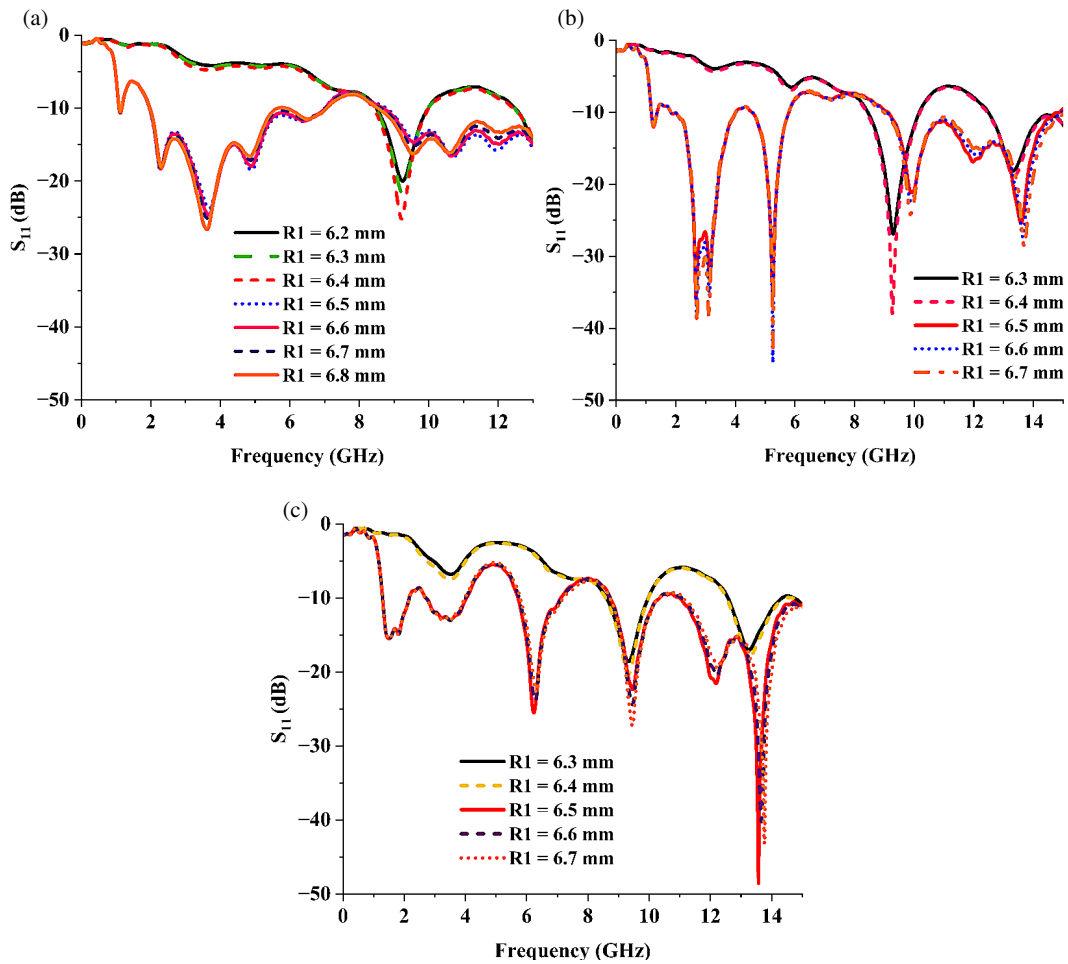 (a)
0
−10
−20
−30
−40
−50
S11 (dB)
R1 = 6.2 mm
R1 = 6.3 mm
R1 = 6.4 mm
R1 = 6.5 mm
R1 = 6.6 mm
R1 = 6.7 mm
R1 = 6.8 mm
0 2 4 6 8 10 12
Frequency (GHz)
(b)
0
−10
−20
−30
−40
−50
S11 (dB)
R1 = 6.3 mm
R1 = 6.4 mm
R1 = 6.5 mm
R1 = 6.6 mm
R1 = 6.7 mm
0 2 4 6 8 10 12 14
Frequency (GHz)
(c)
0
−10
−20
−30
−40
−50
S11 (dB)
R1 = 6.3 mm
R1 = 6.4 mm
R1 = 6.5 mm
R1 = 6.6 mm
R1 = 6.7 mm
0 2 4 6 8 10 12 14
Frequency (GHz)